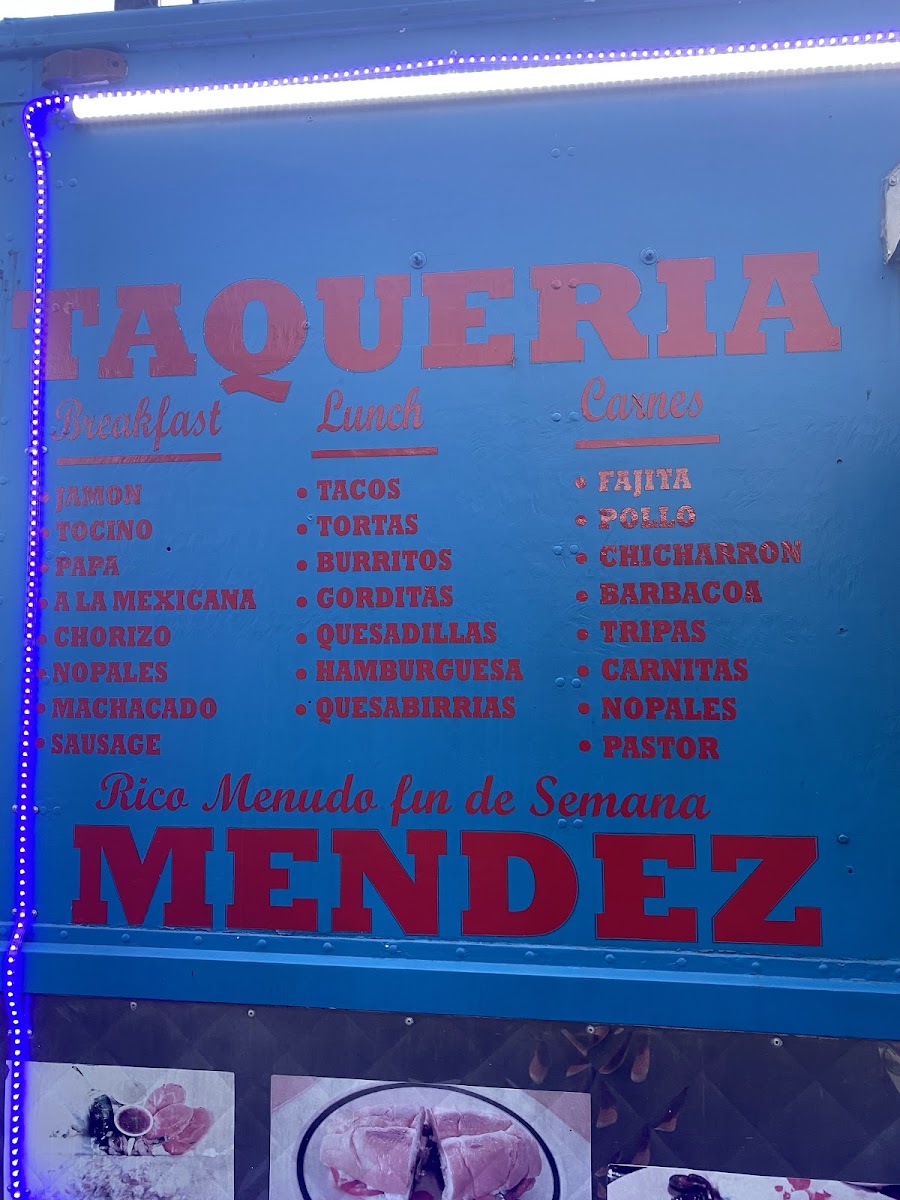 TAQUERIA
Breakfast
JAMON
TOCINO
PAPA
A LA MEXICANA
CHORIZO
NOPALES
MACHACADO
SAUSAGE
Lunch
TACOS
TORTAS
BURRITOS
GORDITAS
QUESADILLAS
HAMBURGUESA
QUESABIRRIAS
Carnes
FAJITA
POLLO
CHICHARRON
BARBACOA
TRIPAS
CARNITAS
NOPALES
PASTOR
Rico Menudo fin de Semana
MENDEZ